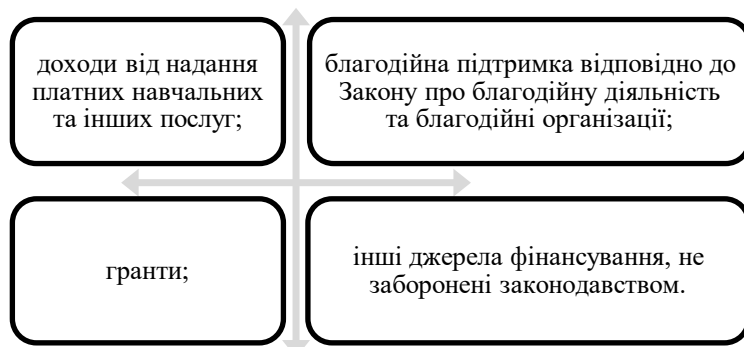 доходи від надання
платних навчальних
та інших послуг;
благодійна підтримка відповідно до
Закону про благодійну діяльність
та благодійні організації;
гранти;
інші джерела фінансування, не
заборонені законодавством.